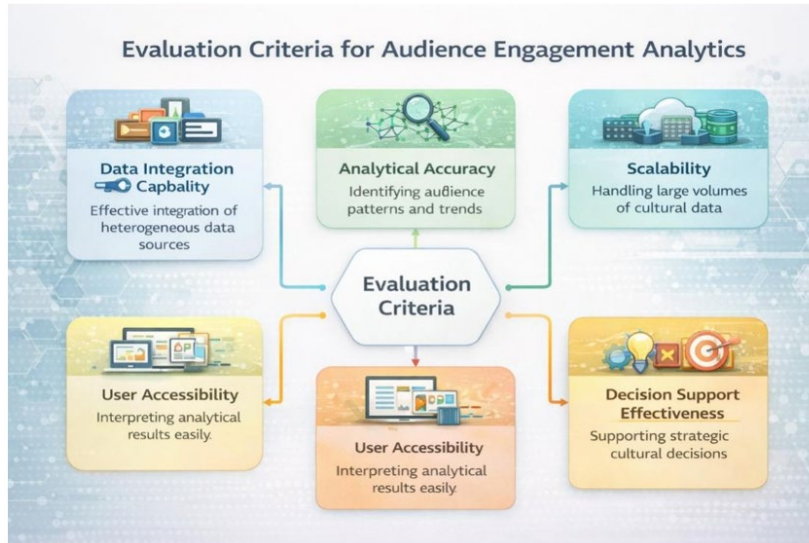 Evaluation Criteria for Audience Engagement Analytics
Data Integration
Capbality
Effective integration of
heterogeneous data
sources
Analytical Accuracy
Identifying audience
patterns and trends
Scalability
Handling large volumes
of cultural data
Evaluation
Criteria
User Accessibility
Interpreting analytical
results easily.
User Accessibility
Interpreting analytical
results easily.
Decision Support
Effectiveness
Supporting strategic
cultural decisions